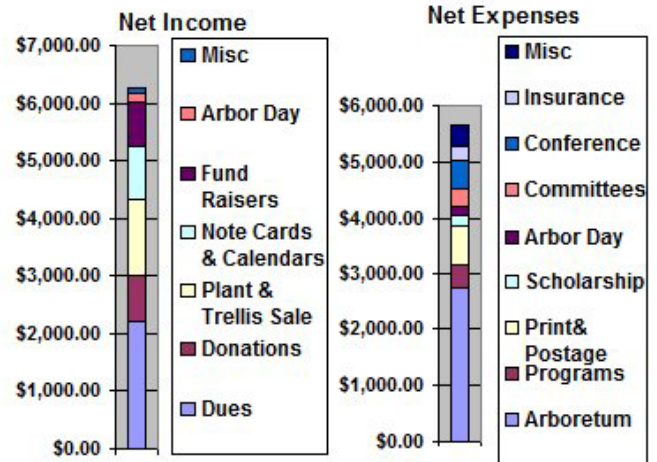 Net Income
$7,000.00
$6,000.00
$5,000.00
$4,000.00
$3,000.00
$2,000.00
$1,000.00
$0.00
Misc
Arbor Day
Fund
Raisers
Note Cards
& Calendars
Plant &
Trellis Sale
Donations
Dues
Net Expenses
$6,000.00
$5,000.00
$4,000.00
$3,000.00
$2,000.00
$1,000.00
$0.00
Misc
Insurance
Conference
Committees
Arbor Day
Scholarship
Print&
Postage
Programs
Arboretum